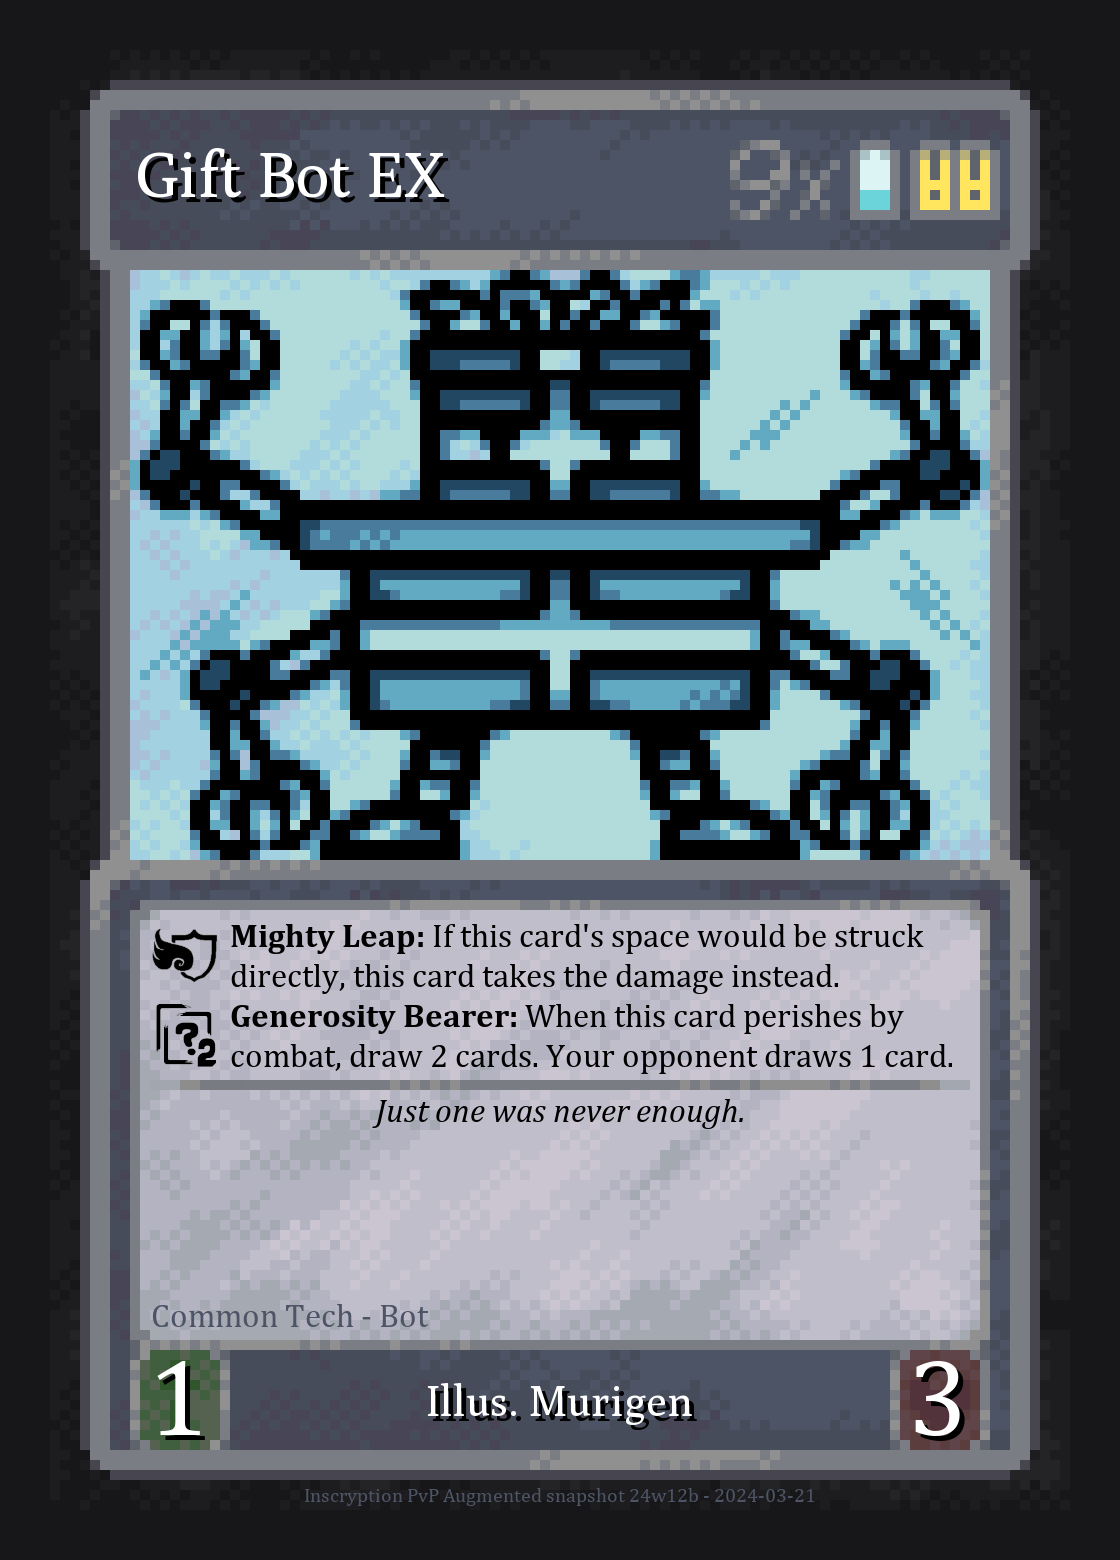 Gift Bot EX 9x
Mighty Leap: If this card's space would be struck
directly, this card takes the damage instead.
?2
Generosity Bearer: When this card perishes by
combat, draw 2 cards. Your opponent draws 1 card.
Just one was never enough.
Common Tech - Bot
1 Illus. Murigen 3
Inscryption PvP Augmented snapshot 24w12b - 2024-03-21